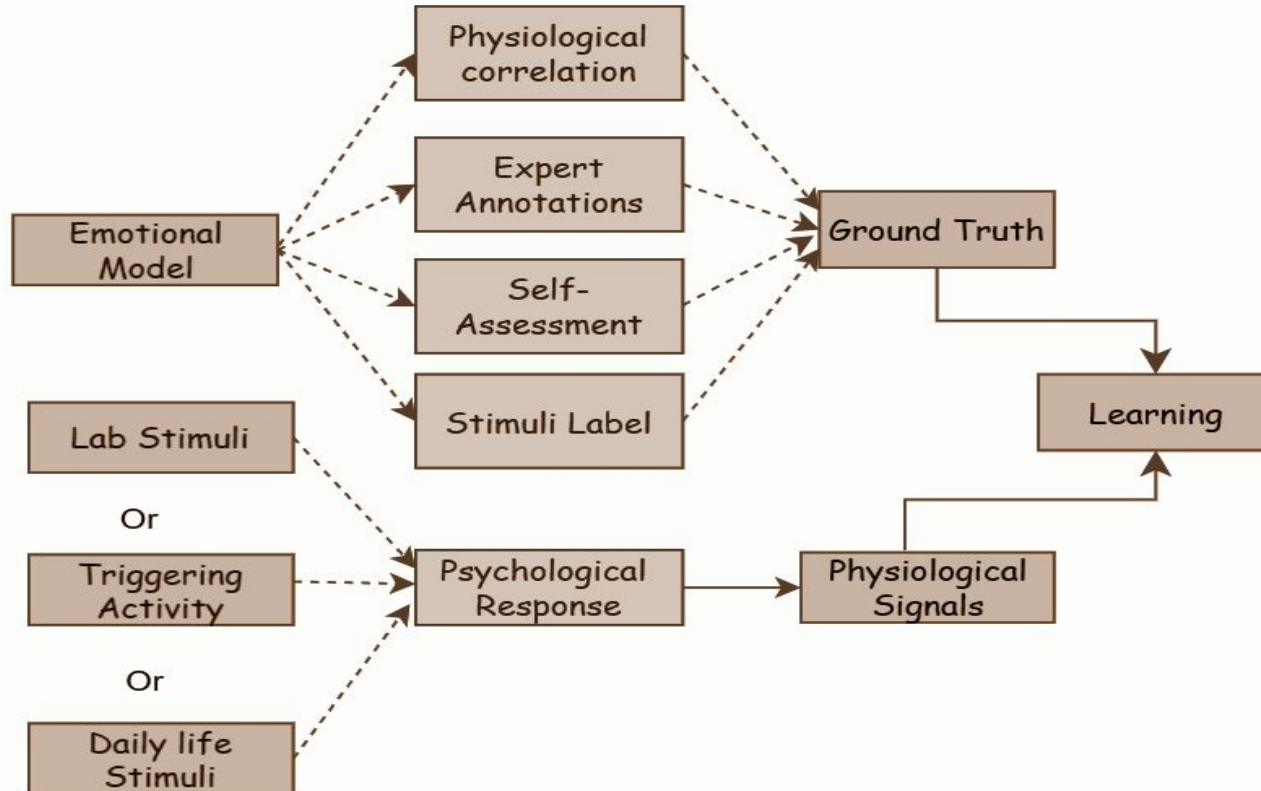 Physiological
correlation
Expert
Annotations
Emotional
Model
Ground Truth
Self-
Assessment
Stimuli Label
Learning
Lab Stimuli
Or
Triggering
Activity
Psychological
Response
Physiological
Signals
Or
Daily life
Stimuli